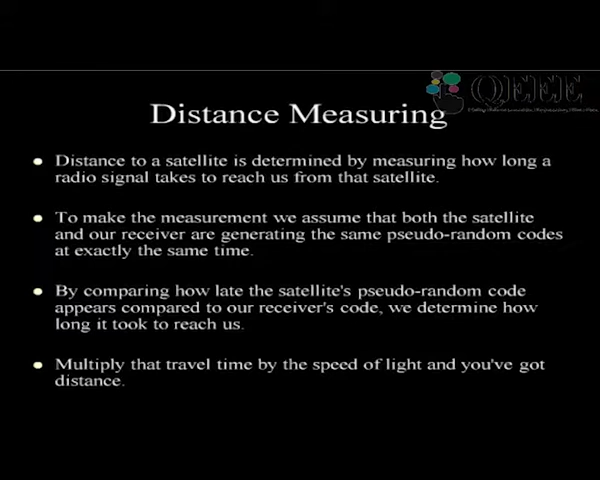 QEEE
Distance Measuring
Distance to a satellite is determined by measuring how long a
radio signal takes to reach us from that satellite.
To make the measurement we assume that both the satellite
and our receiver are generating the same pseudo-random codes
at exactly the same time.
By comparing how late the satellite's pseudo-random code
appears compared to our receiver's code, we determine how
long it took to reach us.
Multiply that travel time by the speed of light and you've got
distance.